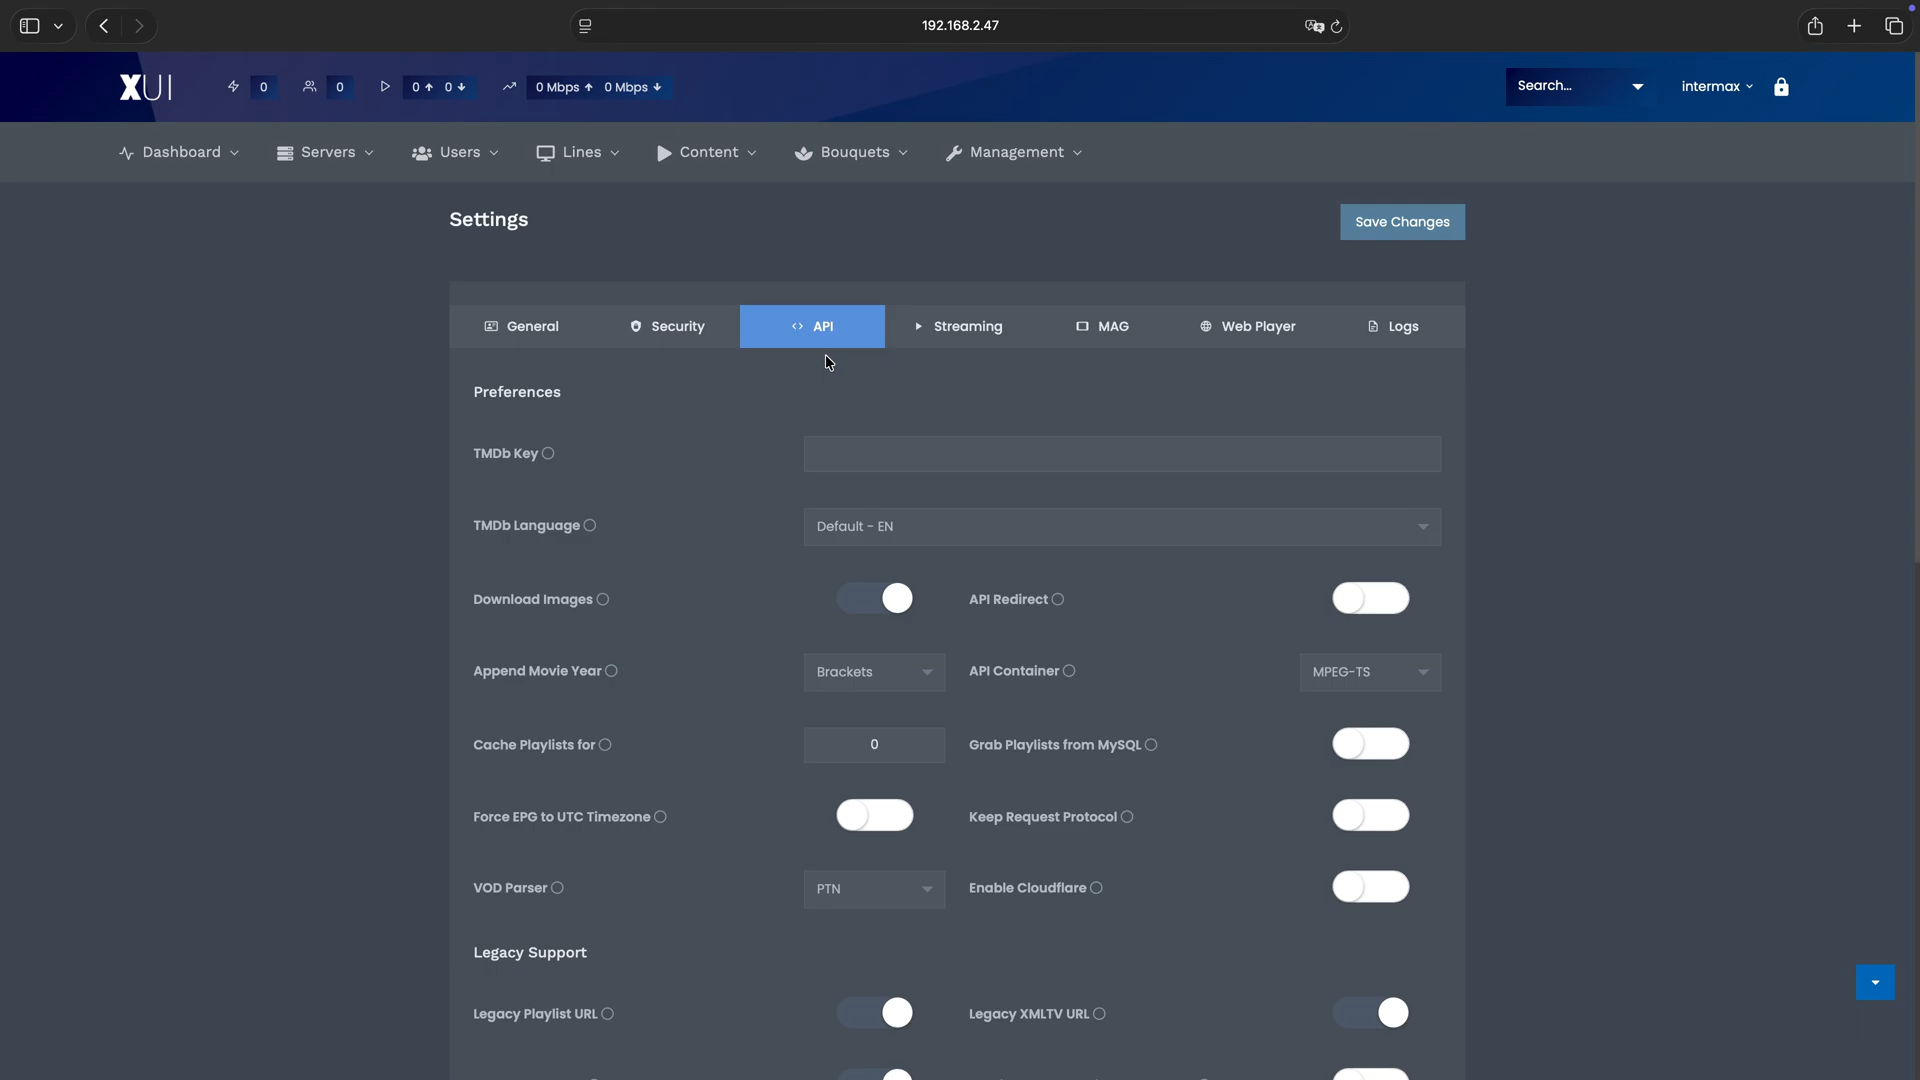 192.168.2.47
XUI 0 0 0 0 0 Mbps 0 Mbps Search... intermax
Dashboard Servers Users Lines Content Bouquets Management
Settings Save Changes
General Security API Streaming MAG Web Player Logs
Preferences
TMDb Key
TMDb Language Default - EN
Download Images API Redirect
Append Movie Year Brackets API Container MPEG-TS
Cache Playlists for 0 Grab Playlists from MySQL
Force EPG to UTC Timezone Keep Request Protocol
VOD Parser PTN Enable Cloudflare
Legacy Support
Legacy Playlist URL Legacy XMLTV URL